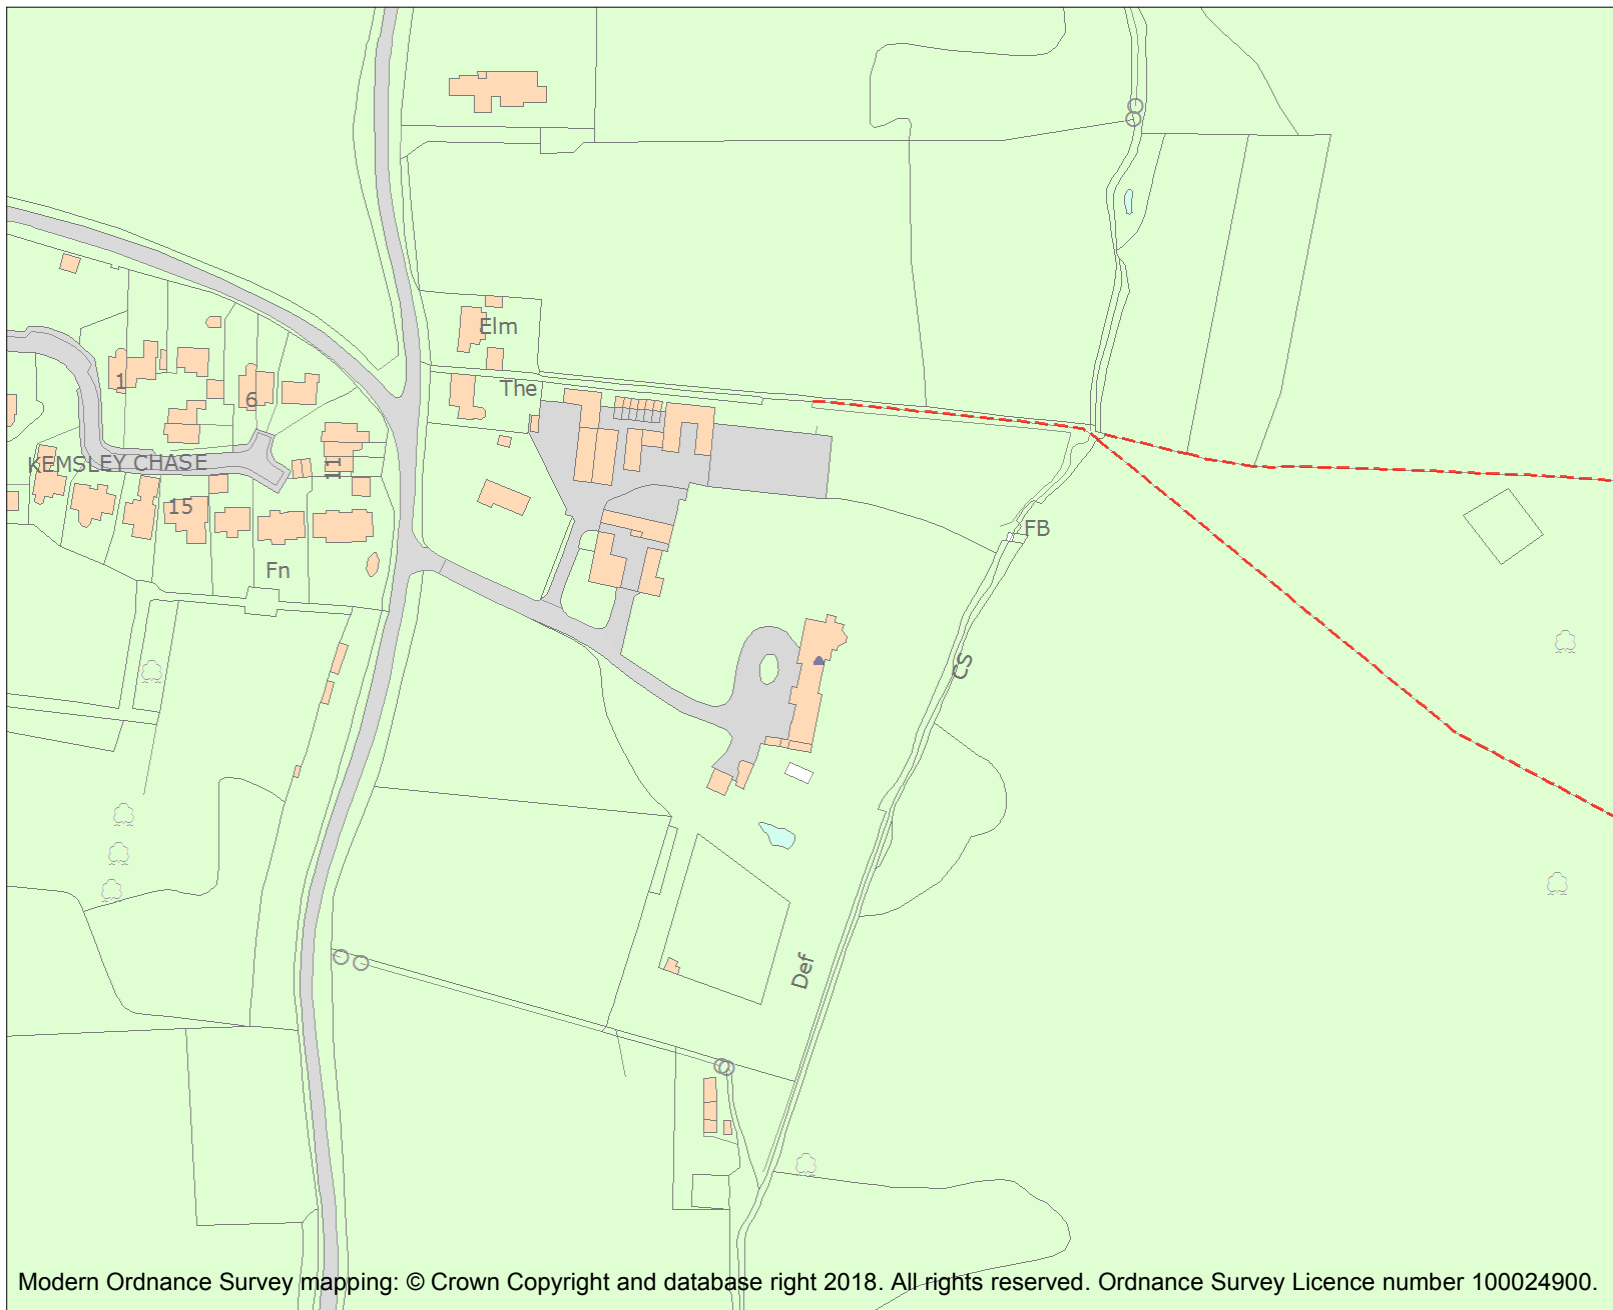 Elm
1
The
6
KEMSLEY CHASE
11
15
FB
Fn
CS
Def
Modern Ordnance Survey mapping: © Crown Copyright and database right 2018. All rights reserved. Ordnance Survey Licence number 100024900.